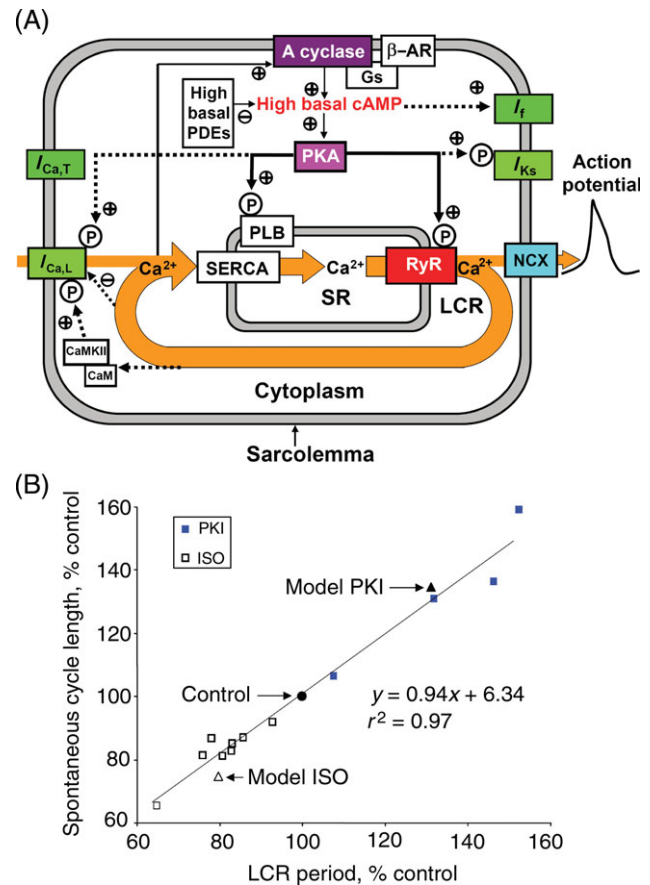 (A)
A cyclase
β–AR
Gs
High
basal
PDEs
High basal cAMP
I_f
I_Ca,T
PKA
P
I_Ks
Action
potential
P
P
PLB
P
I_Ca,L
Ca²⁺
SERCA
Ca²⁺
RyR
Ca²⁺
NCX
SR
LCR
P
CaMKII
CaM
Cytoplasm
Sarcolemma
(B)
Spontaneous cycle length, % control
160
140
120
100
80
60
PKI
ISO
Model PKI
Control
y = 0.94x + 6.34
r² = 0.97
Model ISO
60 80 100 120 140 160
LCR period, % control